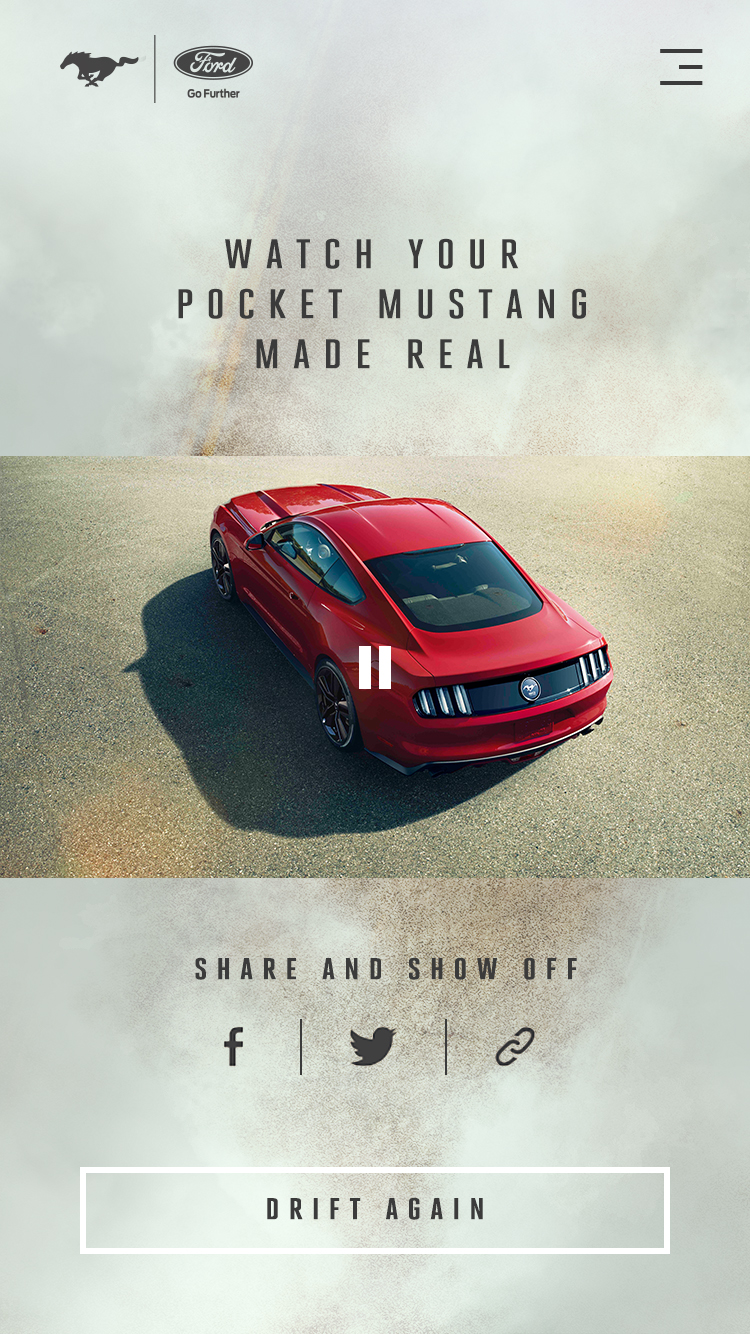 Ford
Go Further
WATCH YOUR
POCKET MUSTANG
MADE REAL
SHARE AND SHOW OFF
DRIFT AGAIN